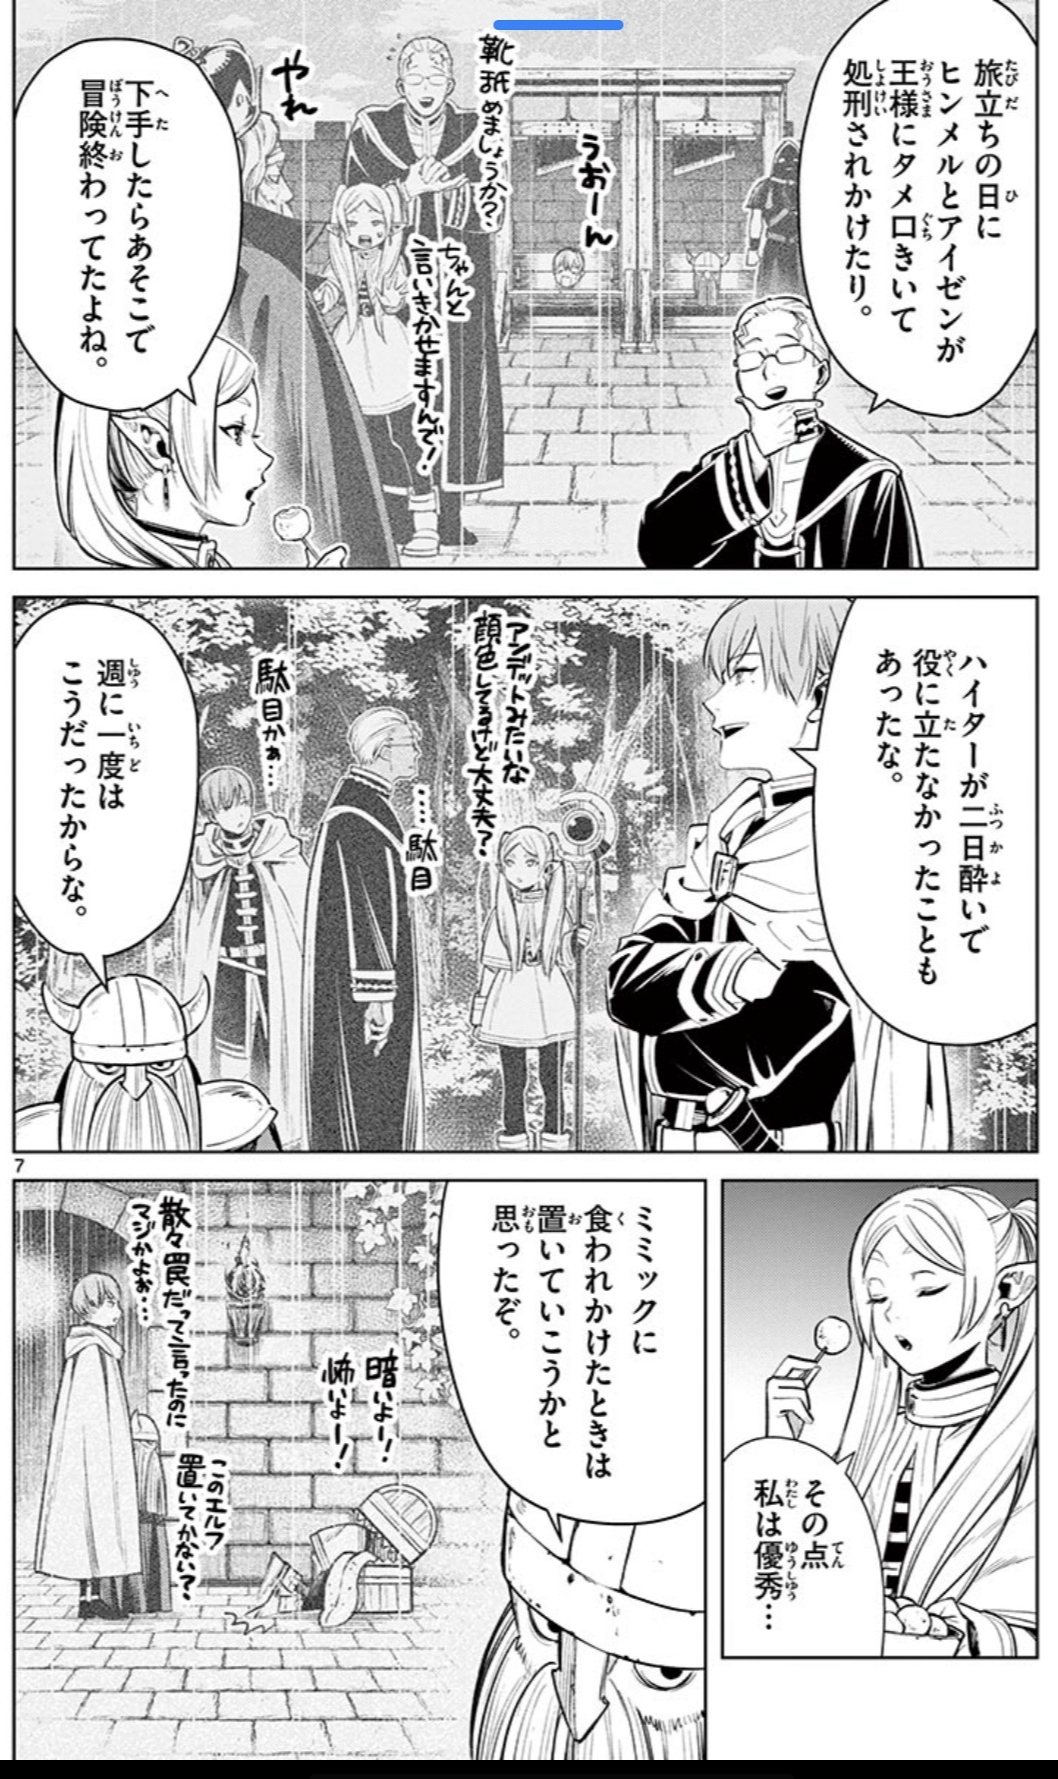 旅立ちの日に
ヒンメルとアイゼンが
王様にタメ口きいて
処刑されかけたり。
うおーん
靴舐めましょうか?
ちゃんと
言いきかせますんで!
やれ
下手したらあそこで
冒険終わってたよね。
ハイターが二日酔いで
役に立たなかったことも
あったな。
アンデットみたいな
顔色してるけど大丈夫?
……駄目
駄目かぁ…
週に一度は
こうだったからな。
7
その点
私は優秀…
ミミックに
食われかけたときは
置いていこうかと
思ったぞ。
暗いよー!
怖いよー!
このエルフ
置いてかない?
散々罠だって言ったのに
マジかよぉ…